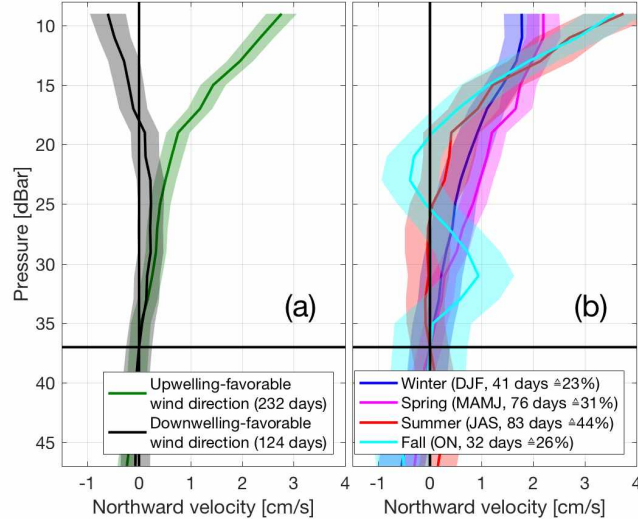 (a)
(b)
Pressure [dBar]
10
15
20
25
30
35
40
45
Upwelling-favorable
wind direction (232 days)
Downwelling-favorable
wind direction (124 days)
Winter (DJF, 41 days ≙23%)
Spring (MAMJ, 76 days ≙31%)
Summer (JAS, 83 days ≙44%)
Fall (ON, 32 days ≙26%)
-1 0 1 2 3 4
-1 0 1 2 3 4
Northward velocity [cm/s]
Northward velocity [cm/s]